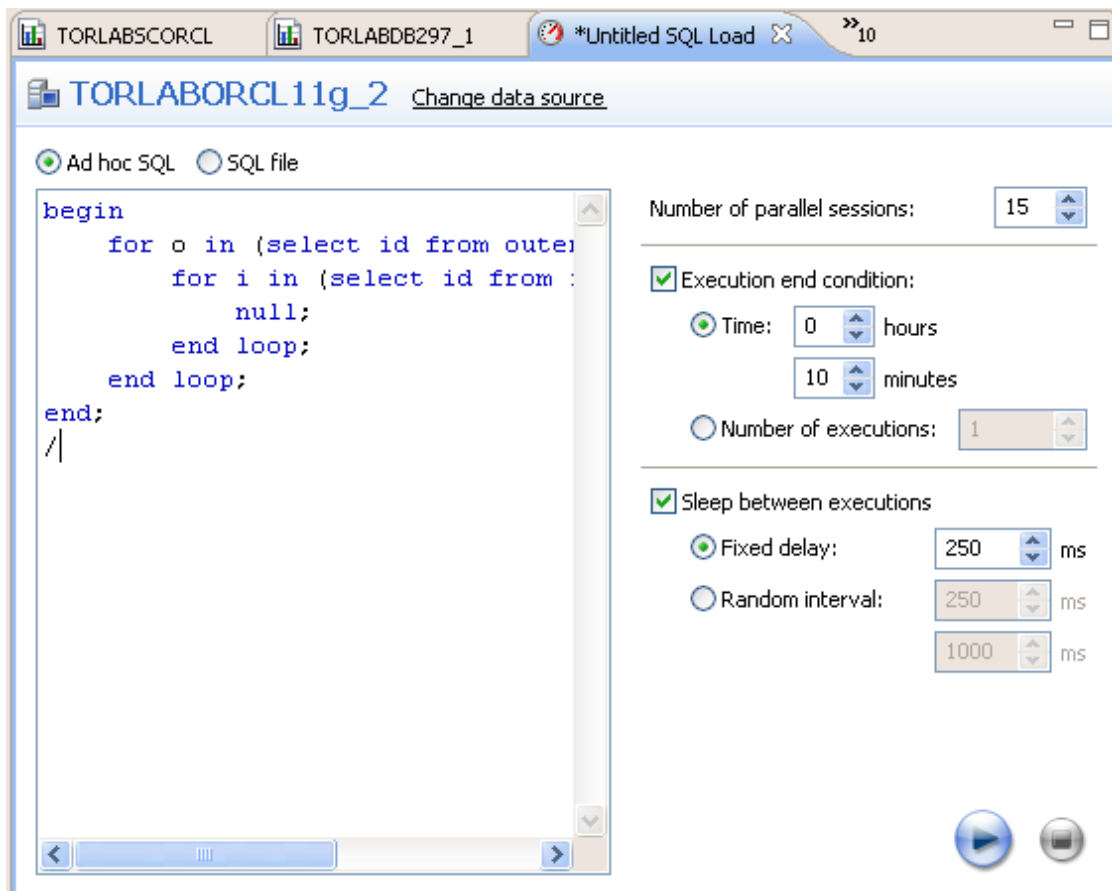 TORLABSCORCL TORLABDB297_1 *Untitled SQL Load »10
TORLABORCL11g_2 Change data source
Ad hoc SQL SQL file
begin
for o in (select id from outer
for i in (select id from
null;
end loop;
end loop;
end;
/
Number of parallel sessions: 15
Execution end condition:
Time: 0 hours
10 minutes
Number of executions: 1
Sleep between executions
Fixed delay: 250 ms
Random interval: 250 ms
1000 ms